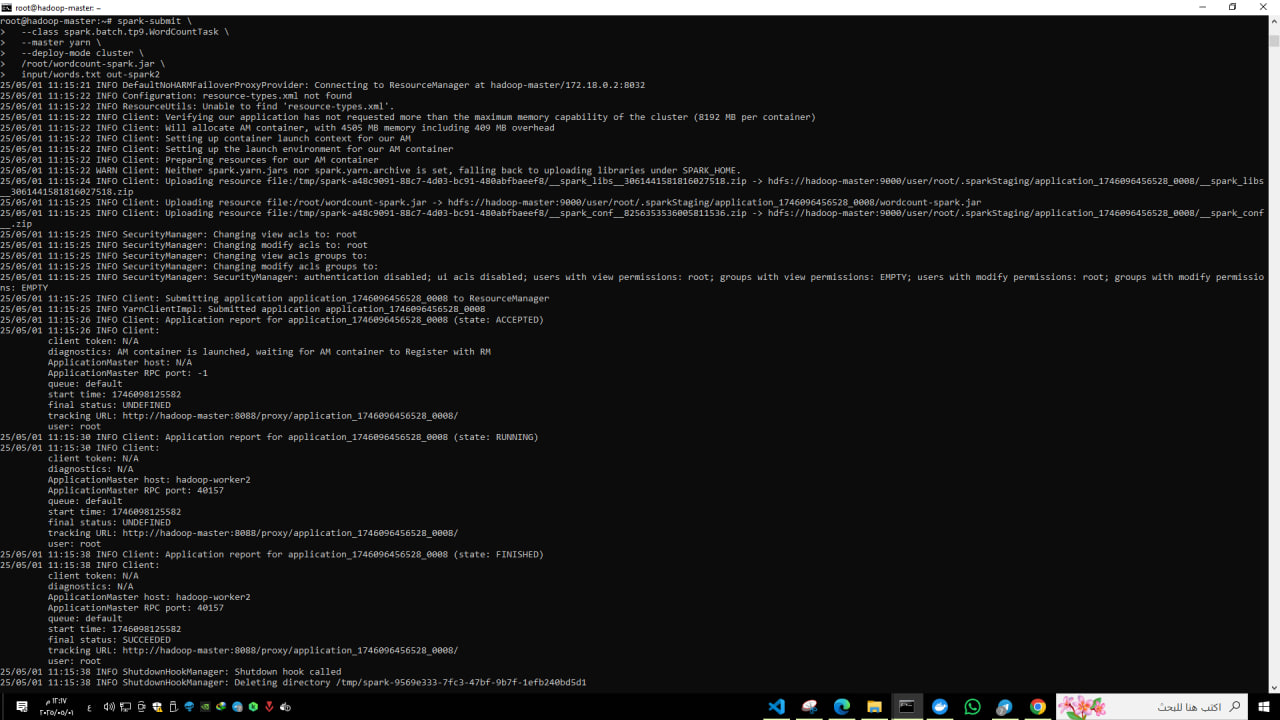 root@hadoop-master: ~
root@hadoop-master:~# spark-submit \
>   --class spark.batch.tp9.WordCountTask \
>   --master yarn \
>   --deploy-mode cluster \
>   /root/wordcount-spark.jar \
>   input/words.txt out-spark2
25/05/01 11:15:21 INFO DefaultNoHARMFailoverProxyProvider: Connecting to ResourceManager at hadoop-master/172.18.0.2:8032
25/05/01 11:15:22 INFO Configuration: resource-types.xml not found
25/05/01 11:15:22 INFO ResourceUtils: Unable to find 'resource-types.xml'.
25/05/01 11:15:22 INFO Client: Verifying our application has not requested more than the maximum memory capability of the cluster (8192 MB per container)
25/05/01 11:15:22 INFO Client: Will allocate AM container, with 4505 MB memory including 409 MB overhead
25/05/01 11:15:22 INFO Client: Setting up container launch context for our AM
25/05/01 11:15:22 INFO Client: Setting up the launch environment for our AM container
25/05/01 11:15:22 INFO Client: Preparing resources for our AM container
25/05/01 11:15:22 WARN Client: Neither spark.yarn.jars nor spark.yarn.archive is set, falling back to uploading libraries under SPARK_HOME.
25/05/01 11:15:24 INFO Client: Uploading resource file:/tmp/spark-a48c9091-88c7-4d03-bc91-480abfbaeef8/__spark_libs__3061441581816027518.zip -> hdfs://hadoop-master:9000/user/root/.sparkStaging/application_1746096456528_0008/__spark_libs
__3061441581816027518.zip
25/05/01 11:15:25 INFO Client: Uploading resource file:/root/wordcount-spark.jar -> hdfs://hadoop-master:9000/user/root/.sparkStaging/application_1746096456528_0008/wordcount-spark.jar
25/05/01 11:15:25 INFO Client: Uploading resource file:/tmp/spark-a48c9091-88c7-4d03-bc91-480abfbaeef8/__spark_conf__8256353536005811536.zip -> hdfs://hadoop-master:9000/user/root/.sparkStaging/application_1746096456528_0008/__spark_conf
__.zip
25/05/01 11:15:25 INFO SecurityManager: Changing view acls to: root
25/05/01 11:15:25 INFO SecurityManager: Changing modify acls to: root
25/05/01 11:15:25 INFO SecurityManager: Changing view acls groups to:
25/05/01 11:15:25 INFO SecurityManager: Changing modify acls groups to:
25/05/01 11:15:25 INFO SecurityManager: SecurityManager: authentication disabled; ui acls disabled; users with view permissions: root; groups with view permissions: EMPTY; users with modify permissions: root; groups with modify permissio
ns: EMPTY
25/05/01 11:15:25 INFO Client: Submitting application application_1746096456528_0008 to ResourceManager
25/05/01 11:15:25 INFO YarnClientImpl: Submitted application application_1746096456528_0008
25/05/01 11:15:26 INFO Client: Application report for application_1746096456528_0008 (state: ACCEPTED)
25/05/01 11:15:26 INFO Client:
client token: N/A
diagnostics: AM container is launched, waiting for AM container to Register with RM
ApplicationMaster host: N/A
ApplicationMaster RPC port: -1
queue: default
start time: 1746098125582
final status: UNDEFINED
tracking URL: http://hadoop-master:8088/proxy/application_1746096456528_0008/
user: root
25/05/01 11:15:30 INFO Client: Application report for application_1746096456528_0008 (state: RUNNING)
25/05/01 11:15:30 INFO Client:
client token: N/A
diagnostics: N/A
ApplicationMaster host: hadoop-worker2
ApplicationMaster RPC port: 40157
queue: default
start time: 1746098125582
final status: UNDEFINED
tracking URL: http://hadoop-master:8088/proxy/application_1746096456528_0008/
user: root
25/05/01 11:15:38 INFO Client: Application report for application_1746096456528_0008 (state: FINISHED)
25/05/01 11:15:38 INFO Client:
client token: N/A
diagnostics: N/A
ApplicationMaster host: hadoop-worker2
ApplicationMaster RPC port: 40157
queue: default
start time: 1746098125582
final status: SUCCEEDED
tracking URL: http://hadoop-master:8088/proxy/application_1746096456528_0008/
user: root
25/05/01 11:15:38 INFO ShutdownHookManager: Shutdown hook called
25/05/01 11:15:38 INFO ShutdownHookManager: Deleting directory /tmp/spark-9569e333-7fc3-47bf-9b7f-1efb240bd5d1
اكتب هنا للبحث
ع
١٢:١٧ م
٢٠٢٥/٠٥/٠١